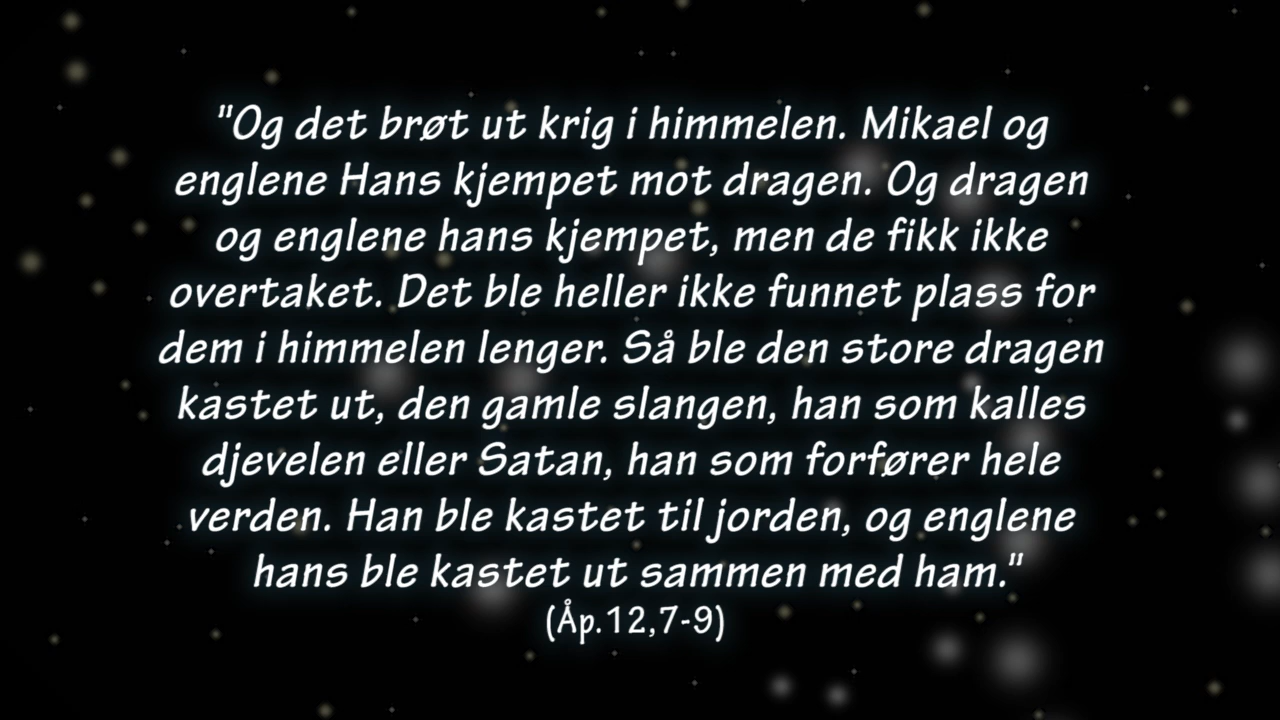 "Og det brøt ut krig i himmelen. Mikael og
englene Hans kjempet mot dragen. Og dragen
og englene hans kjempet, men de fikk ikke
overtaket. Det ble heller ikke funnet plass for
dem i himmelen lenger. Så ble den store dragen
kastet ut, den gamle slangen, han som kalles
djevelen eller Satan, han som forfører hele
verden. Han ble kastet til jorden, og englene
hans ble kastet ut sammen med ham."
(Åp.12,7-9)